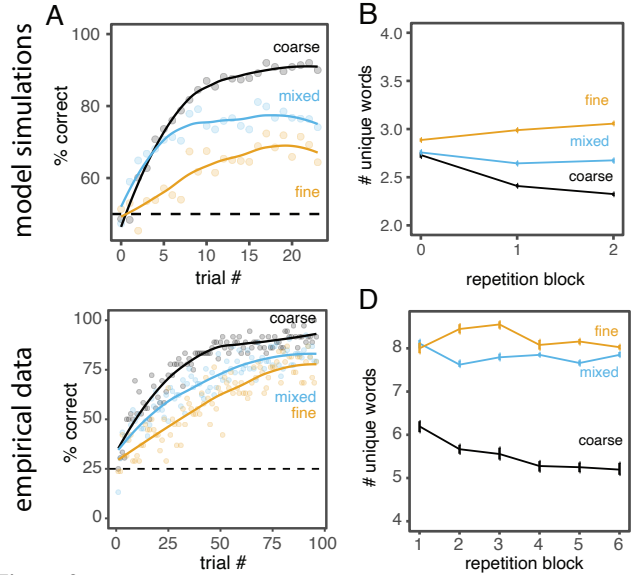 A
model simulations
% correct
100
80
60
coarse
mixed
fine
0
5
10
15
20
trial #
B
# unique words
4.0
3.5
3.0
2.5
2.0
fine
mixed
coarse
0
1
2
repetition block
empirical data
% correct
100
75
50
25
0
coarse
mixed
fine
0
25
50
75
100
trial #
D
# unique words
8
7
6
5
4
fine
mixed
coarse
1
2
3
4
5
6
repetition block